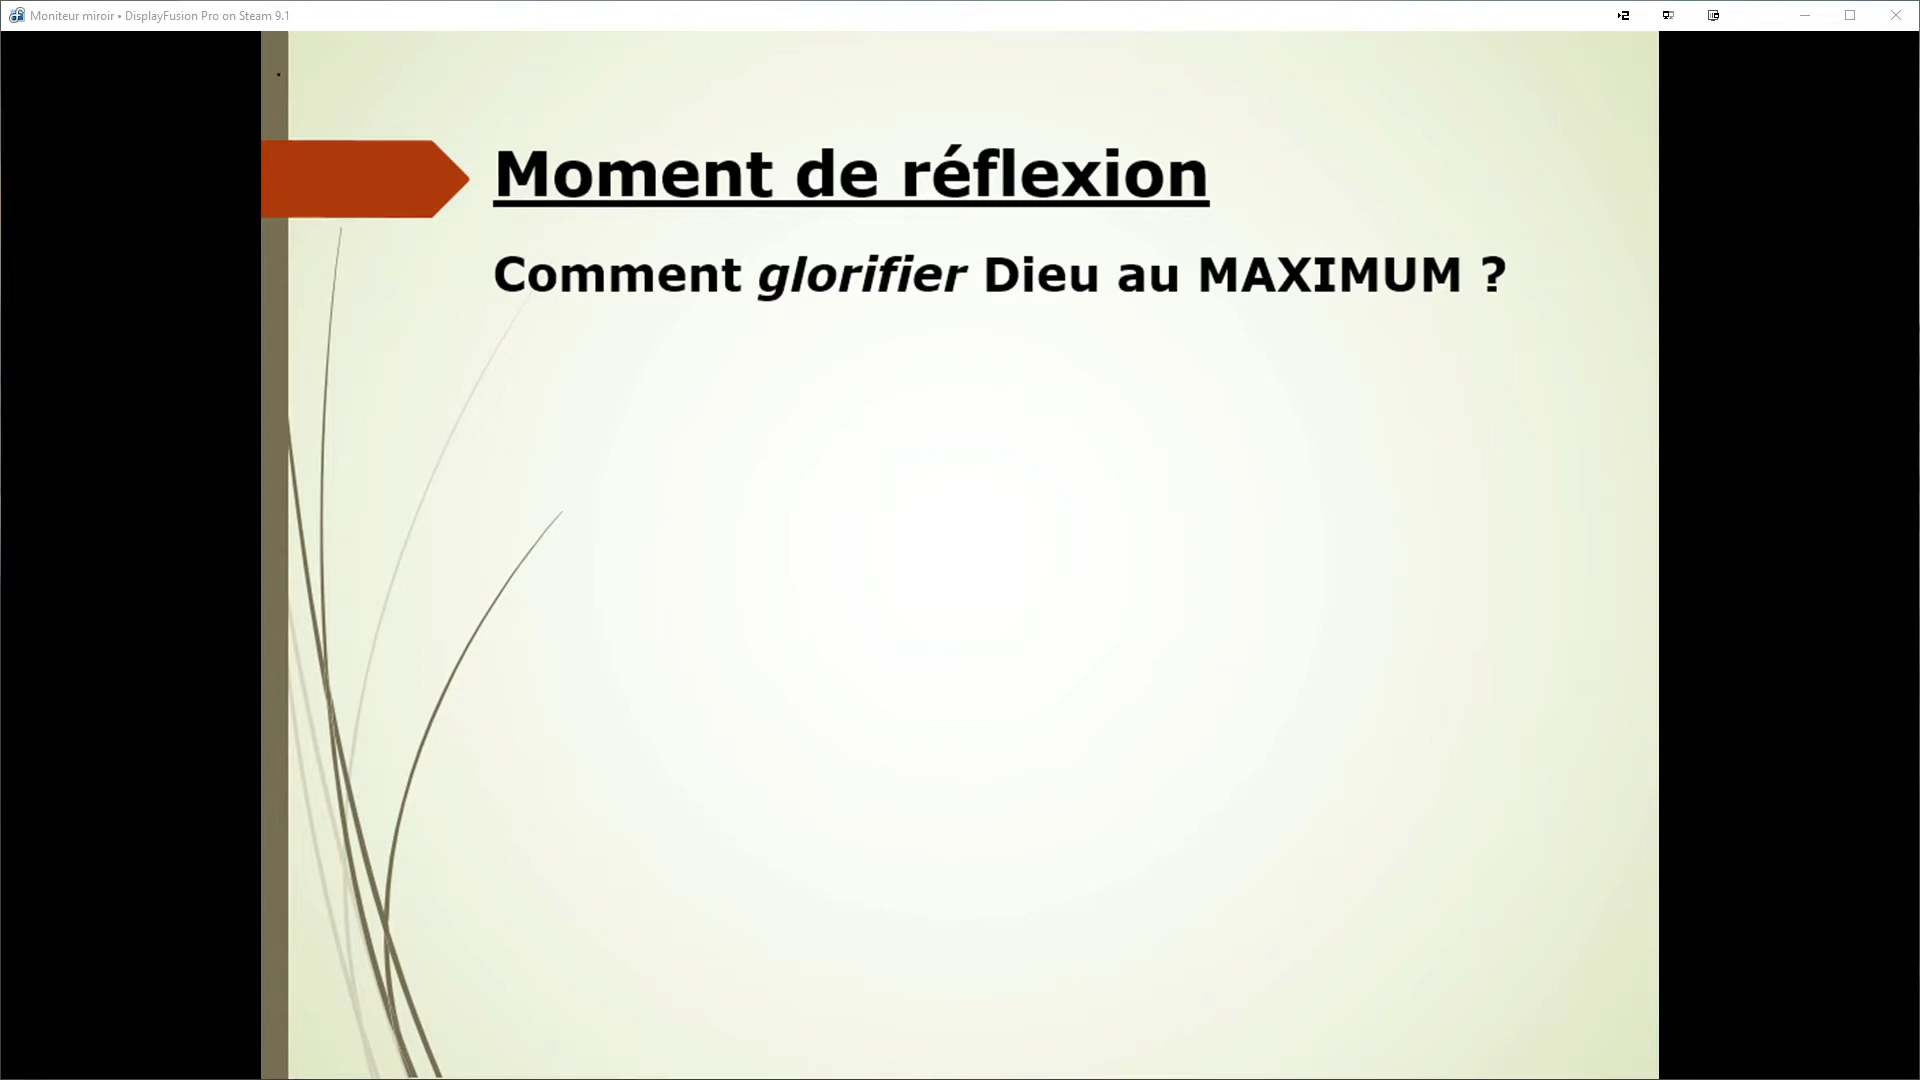 Moniteur miroir • DisplayFusion Pro on Steam 9.1
Moment de réflexion
Comment glorifier Dieu au MAXIMUM ?